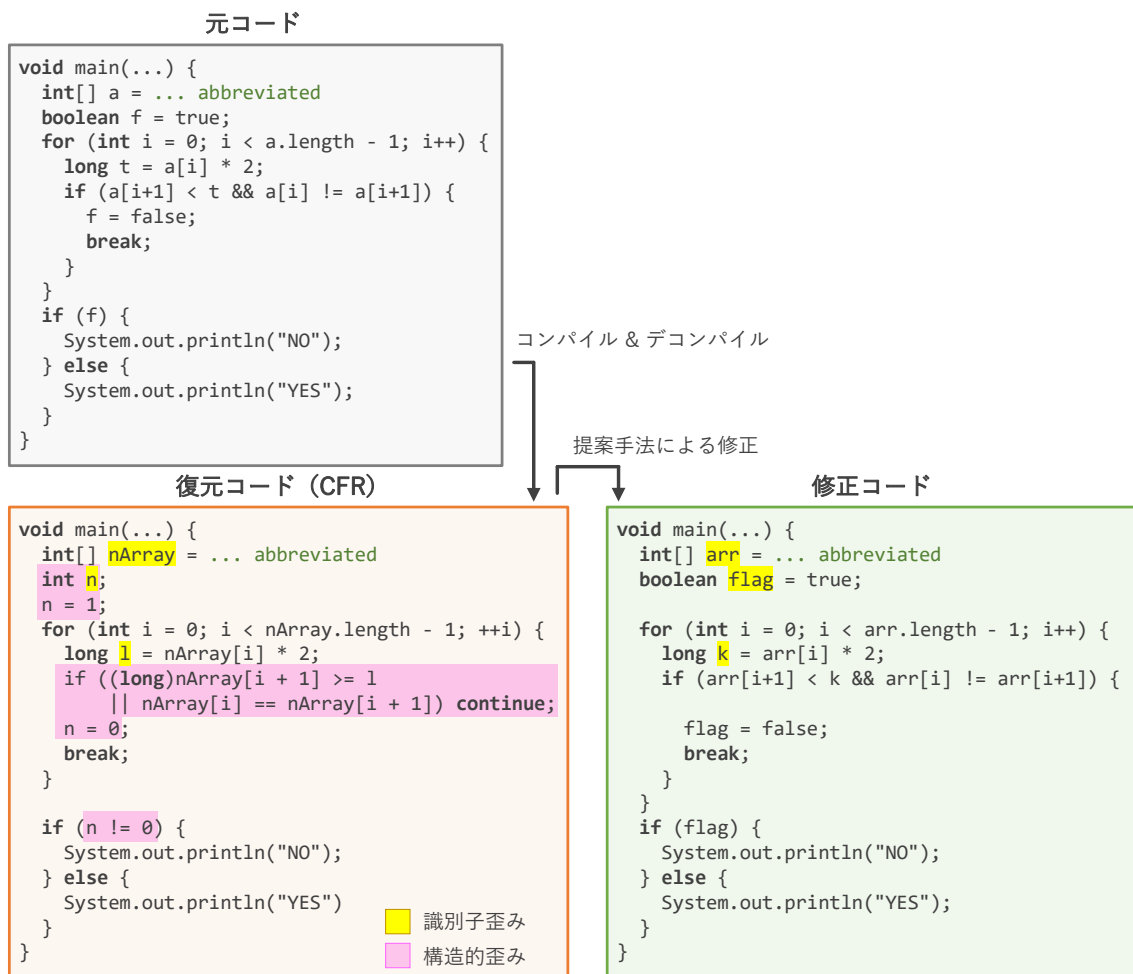 元コード
void main(...) {
  int[] a = ... abbreviated
  boolean f = true;
  for (int i = 0; i < a.length - 1; i++) {
    long t = a[i] * 2;
    if (a[i+1] < t && a[i] != a[i+1]) {
      f = false;
      break;
    }
  }
  if (f) {
    System.out.println("NO");
  } else {
    System.out.println("YES");
  }
}
コンパイル & デコンパイル
提案手法による修正
復元コード（CFR）
void main(...) {
  int[] nArray = ... abbreviated
  int n;
  n = 1;
  for (int i = 0; i < nArray.length - 1; ++i) {
    long l = nArray[i] * 2;
    if ((long)nArray[i + 1] >= l
        || nArray[i] == nArray[i + 1]) continue;
    n = 0;
    break;
  }
  if (n != 0) {
    System.out.println("NO");
  } else {
    System.out.println("YES")
  }
}
識別子歪み
構造的歪み
修正コード
void main(...) {
  int[] arr = ... abbreviated
  boolean flag = true;
  for (int i = 0; i < arr.length - 1; i++) {
    long k = arr[i] * 2;
    if (arr[i+1] < k && arr[i] != arr[i+1]) {
      flag = false;
      break;
    }
  }
  if (flag) {
    System.out.println("NO");
  } else {
    System.out.println("YES");
  }
}